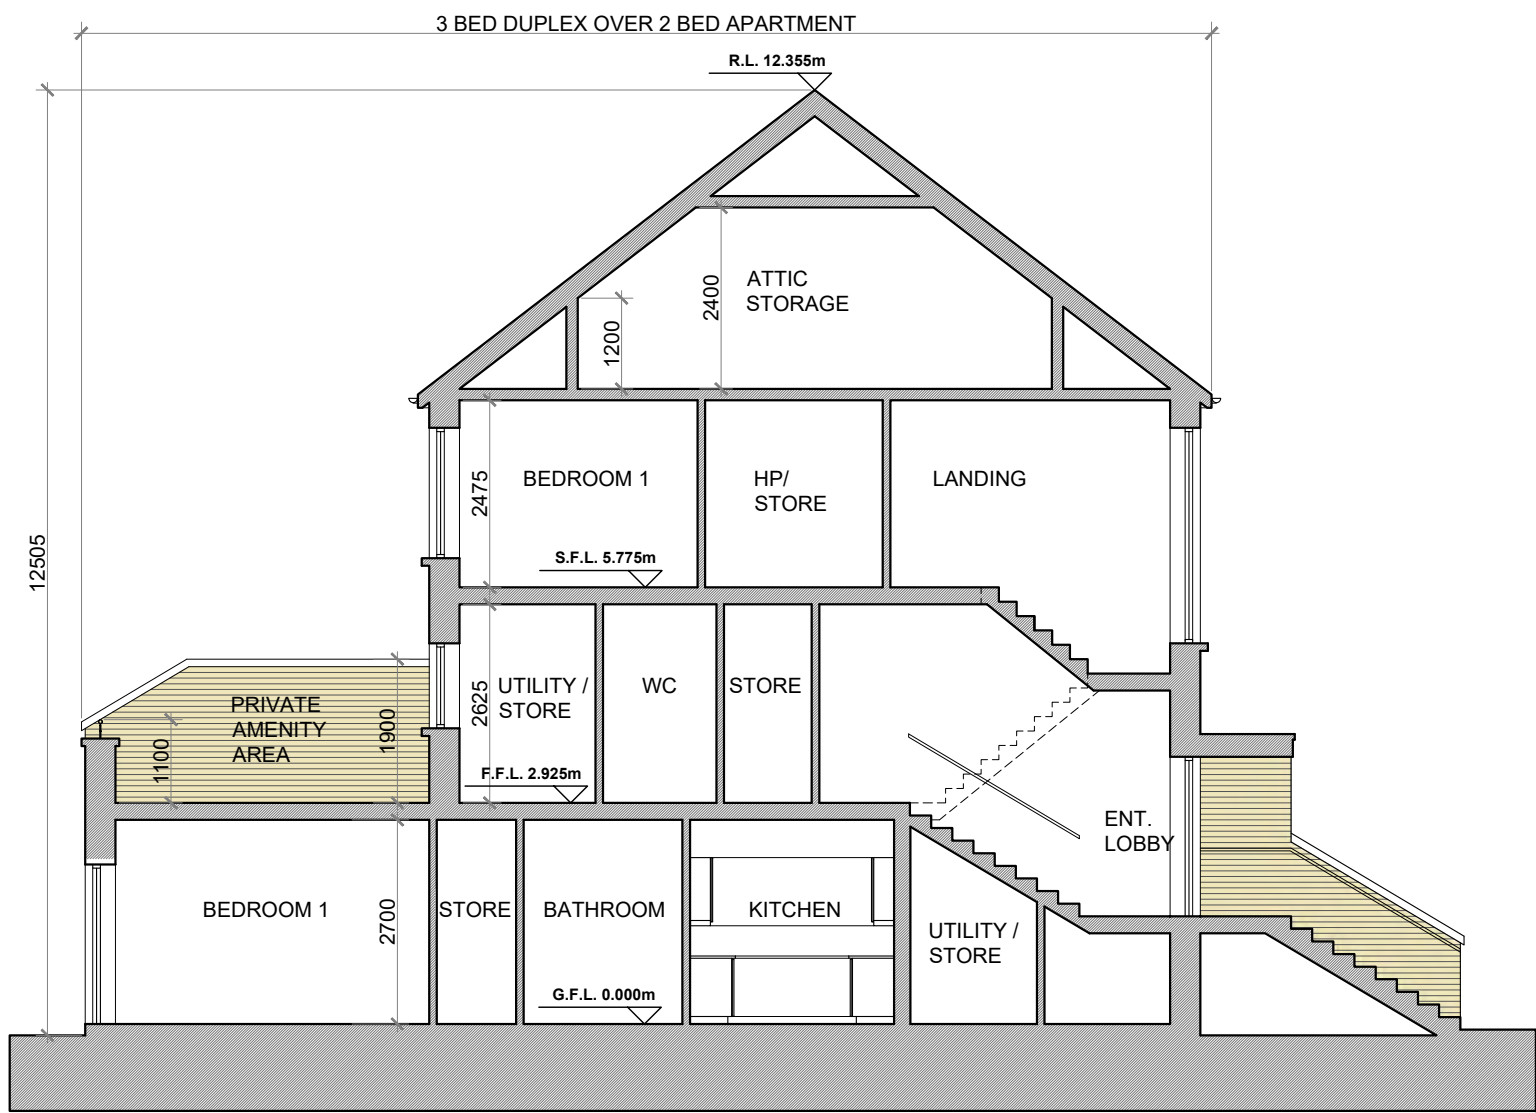 3 BED DUPLEX OVER 2 BED APARTMENT
R.L. 12.355m
ATTIC
STORAGE
2400
1200
12505
2475
BEDROOM 1
HP/
STORE
LANDING
S.F.L. 5.775m
PRIVATE
AMENITY
AREA
1900
1100
2625
UTILITY /
STORE
WC
STORE
F.F.L. 2.925m
ENT.
LOBBY
BEDROOM 1
2700
STORE
BATHROOM
KITCHEN
UTILITY /
STORE
G.F.L. 0.000m